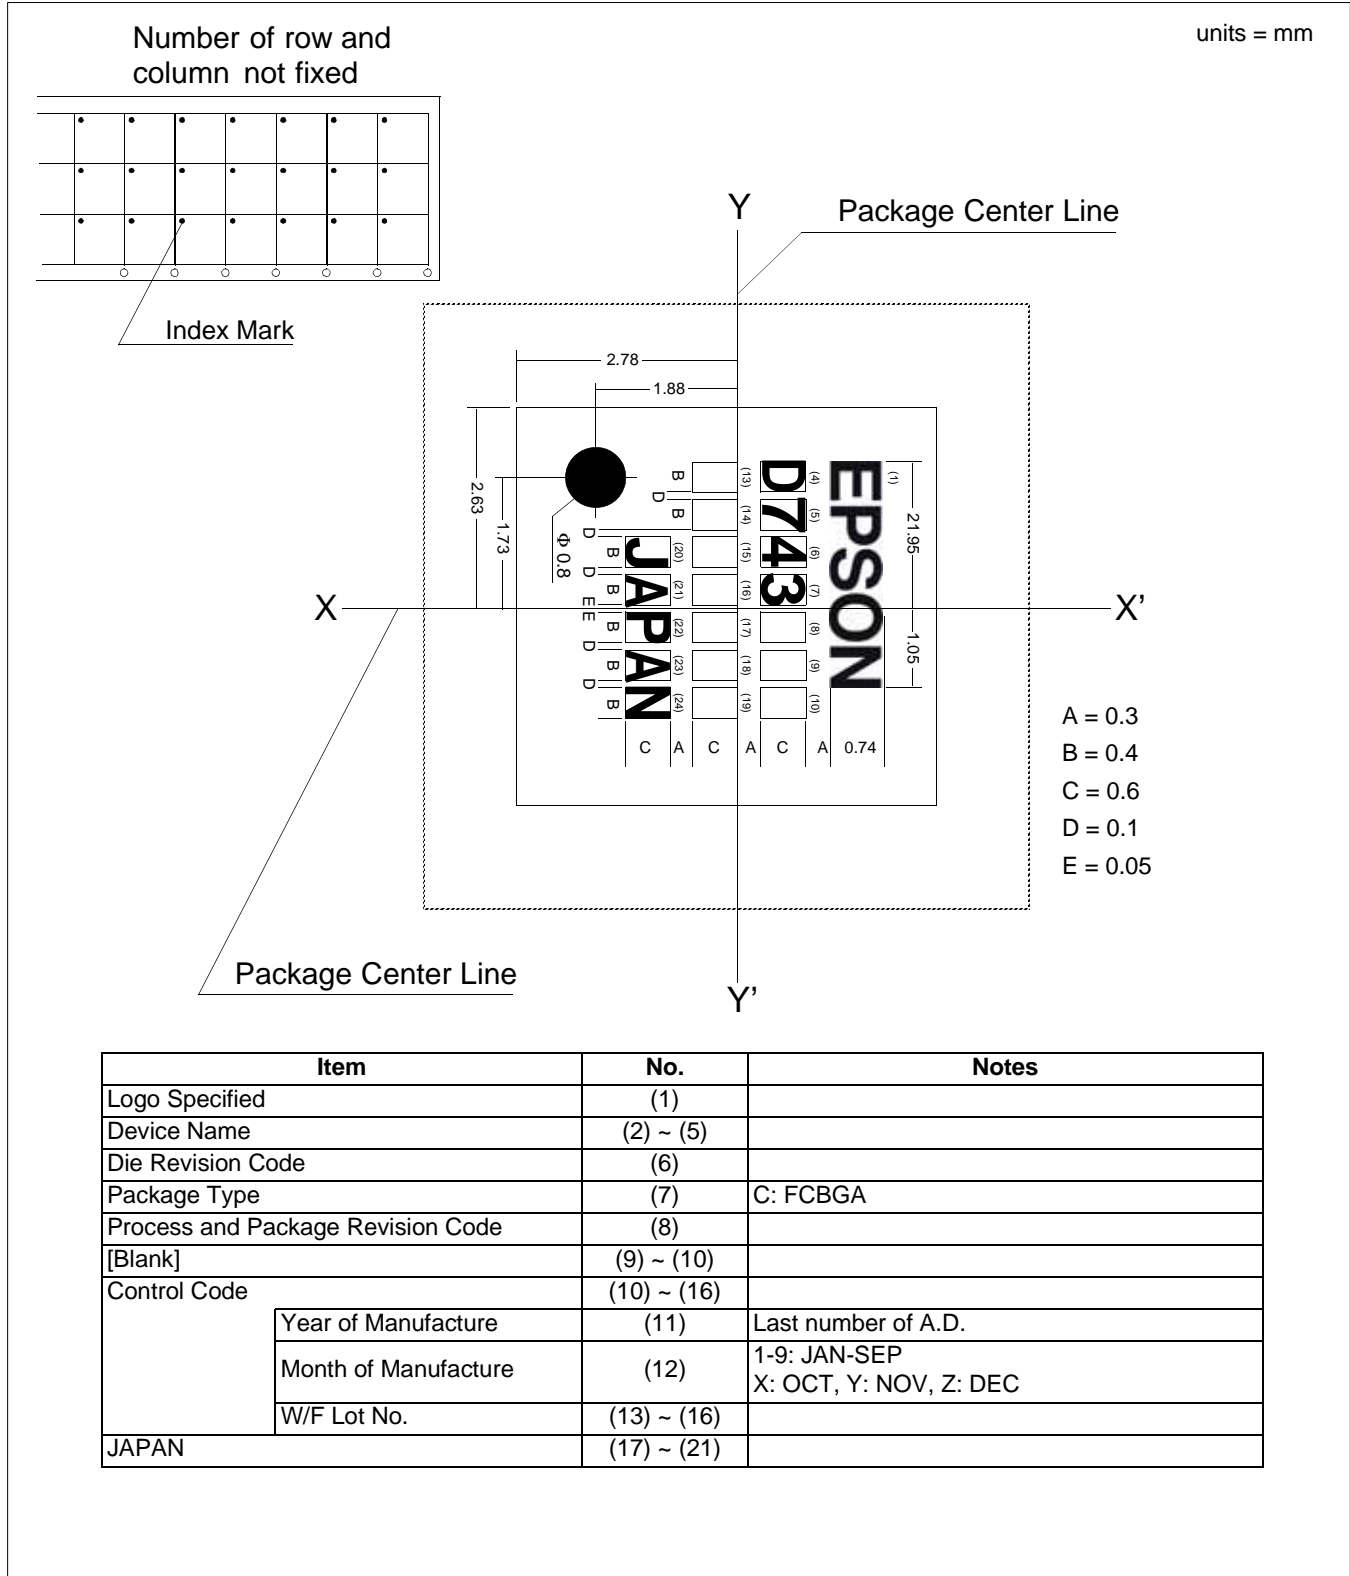 Number of row and
column not fixed
units = mm
Index Mark
Y
Package Center Line
2.78
1.88
2.63
1.73
Φ 0.8
X
X’
B
D
B
(13)
(14)
(15)
(16)
(17)
(18)
(19)
D743
(4)
(5)
(6)
(7)
(8)
(9)
(10)
EPSON
(1)
21.95
1.05
D
B
D
B
E
E
B
D
B
D
B
JAPAN
(20)
(21)
(22)
(23)
(24)
C A C A C A 0.74
A = 0.3
B = 0.4
C = 0.6
D = 0.1
E = 0.05
Package Center Line
Y’
Item No. Notes
Logo Specified (1)
Device Name (2) ~ (5)
Die Revision Code (6)
Package Type (7) C: FCBGA
Process and Package Revision Code (8)
[Blank] (9) ~ (10)
Control Code (10) ~ (16)
Year of Manufacture (11) Last number of A.D.
Month of Manufacture (12) 1-9: JAN-SEP
X: OCT, Y: NOV, Z: DEC
W/F Lot No. (13) ~ (16)
JAPAN (17) ~ (21)